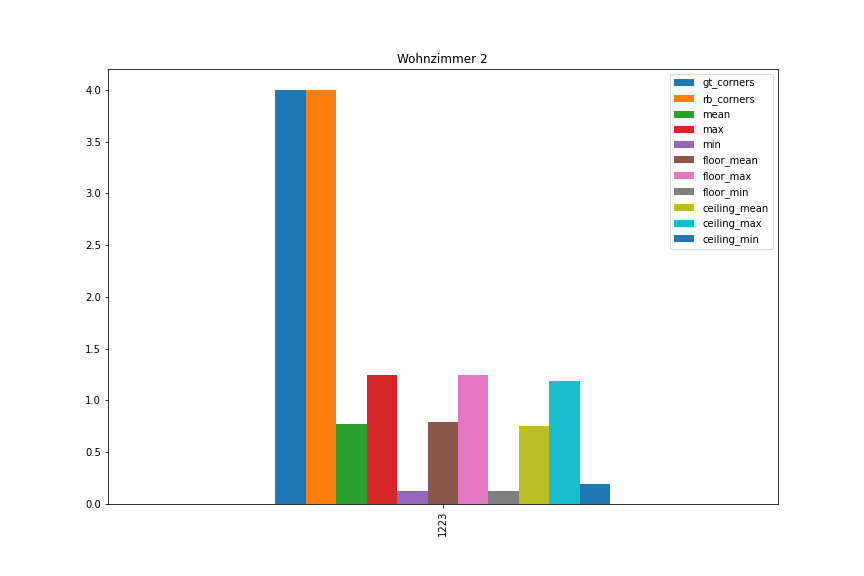 Wohnzimmer 2
4.0
3.5
3.0
2.5
2.0
1.5
1.0
0.5
0.0
1223
gt_corners
rb_corners
mean
max
min
floor_mean
floor_max
floor_min
ceiling_mean
ceiling_max
ceiling_min